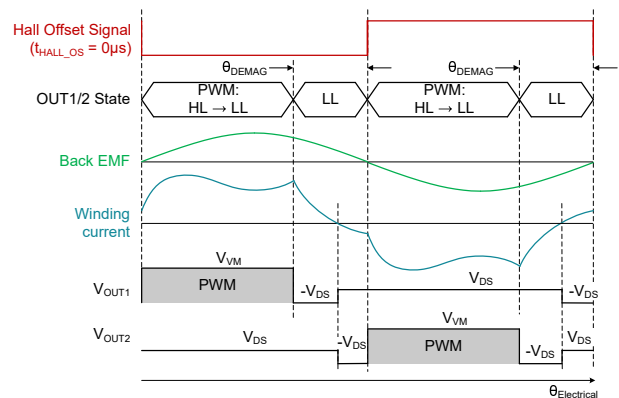 Hall Offset Signal
(tHALL_OS = 0µs)
θDEMAG θDEMAG
OUT1/2 State
PWM:
HL → LL
LL
PWM:
HL → LL
LL
Back EMF
Winding
current
VVM
VOUT1
PWM
-VDS
VDS
-VDS
VOUT2
VDS
-VDS
VVM
PWM
-VDS
VDS
θElectrical